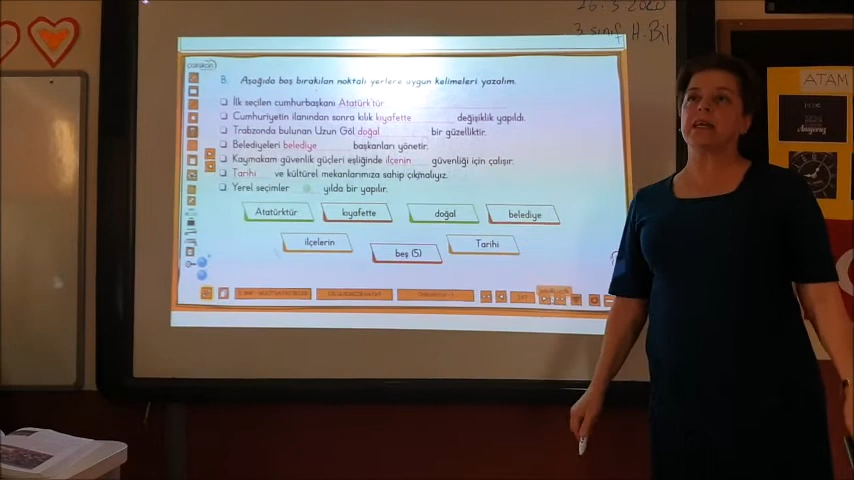 26.5.2020
3.sınıf H.Bil
çalışkan
B. Aşağıda boş bırakılan noktalı yerlere uygun kelimeleri yazalım.
İlk seçilen cumhurbaşkanı Atatürk'tür
Cumhuriyetin ilanından sonra kılık kıyafette değişiklik yapıldı.
Trabzonda bulunan Uzun Göl doğal bir güzelliktir.
Belediyeleri belediye başkanları yönetir.
Kaymakam güvenlik güçleri eşliğinde ilçenin güvenliği için çalışır.
Tarihi ve kültürel mekanlarımıza sahip çıkmalıyız.
Yerel seçimler yılda bir yapılır.
Atatürktür kıyafette doğal belediye
ilçelerin beş (5) Tarihi
147
ATAM